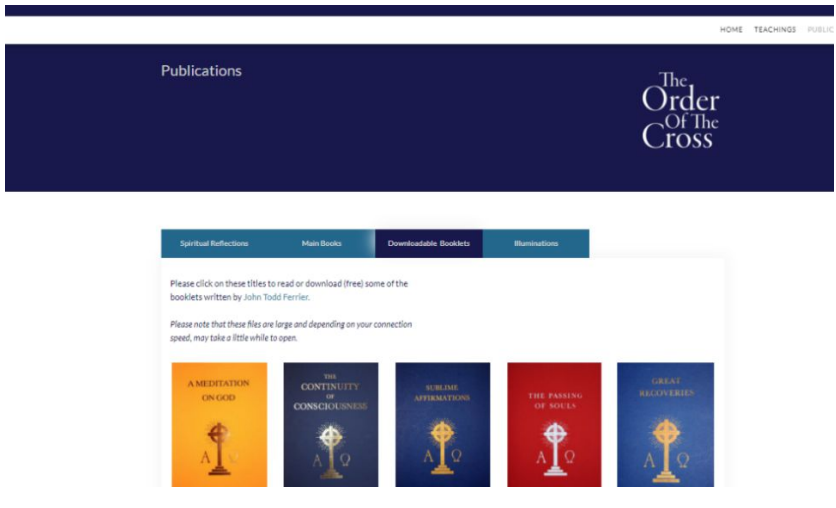 HOME TEACHINGS PUBLIC
Publications
The
Order
Of The
Cross
Spiritual Reflections Main Books Downloadable Booklets Illuminations
Please click on these titles to read or download (free) some of the
booklets written by John Todd Ferrier.
Please note that these files are large and depending on your connection
speed, may take a little while to open.
A MEDITATION
ON GOD
Α Ω
THE
CONTINUITY
OF
CONSCIOUSNESS
Α Ω
SUBLIME
AFFIRMATIONS
Α Ω
THE PASSING
OF SOULS
Α Ω
GREAT
RECOVERIES
Α Ω